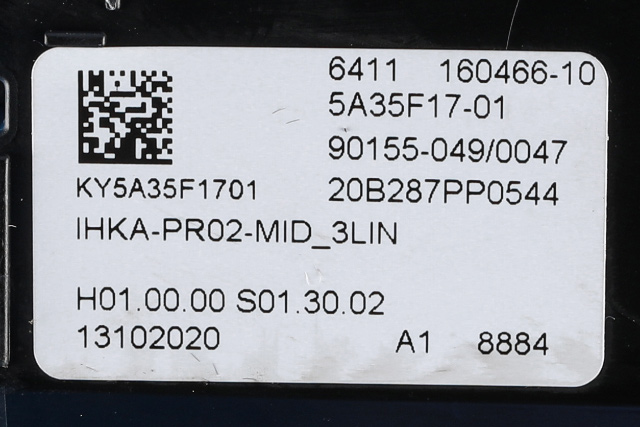 6411 160466-10
5A35F17-01
90155-049/0047
KY5A35F1701 20B287PP0544
IHKA-PR02-MID_3LIN
H01.00.00 S01.30.02
13102020 A1 8884